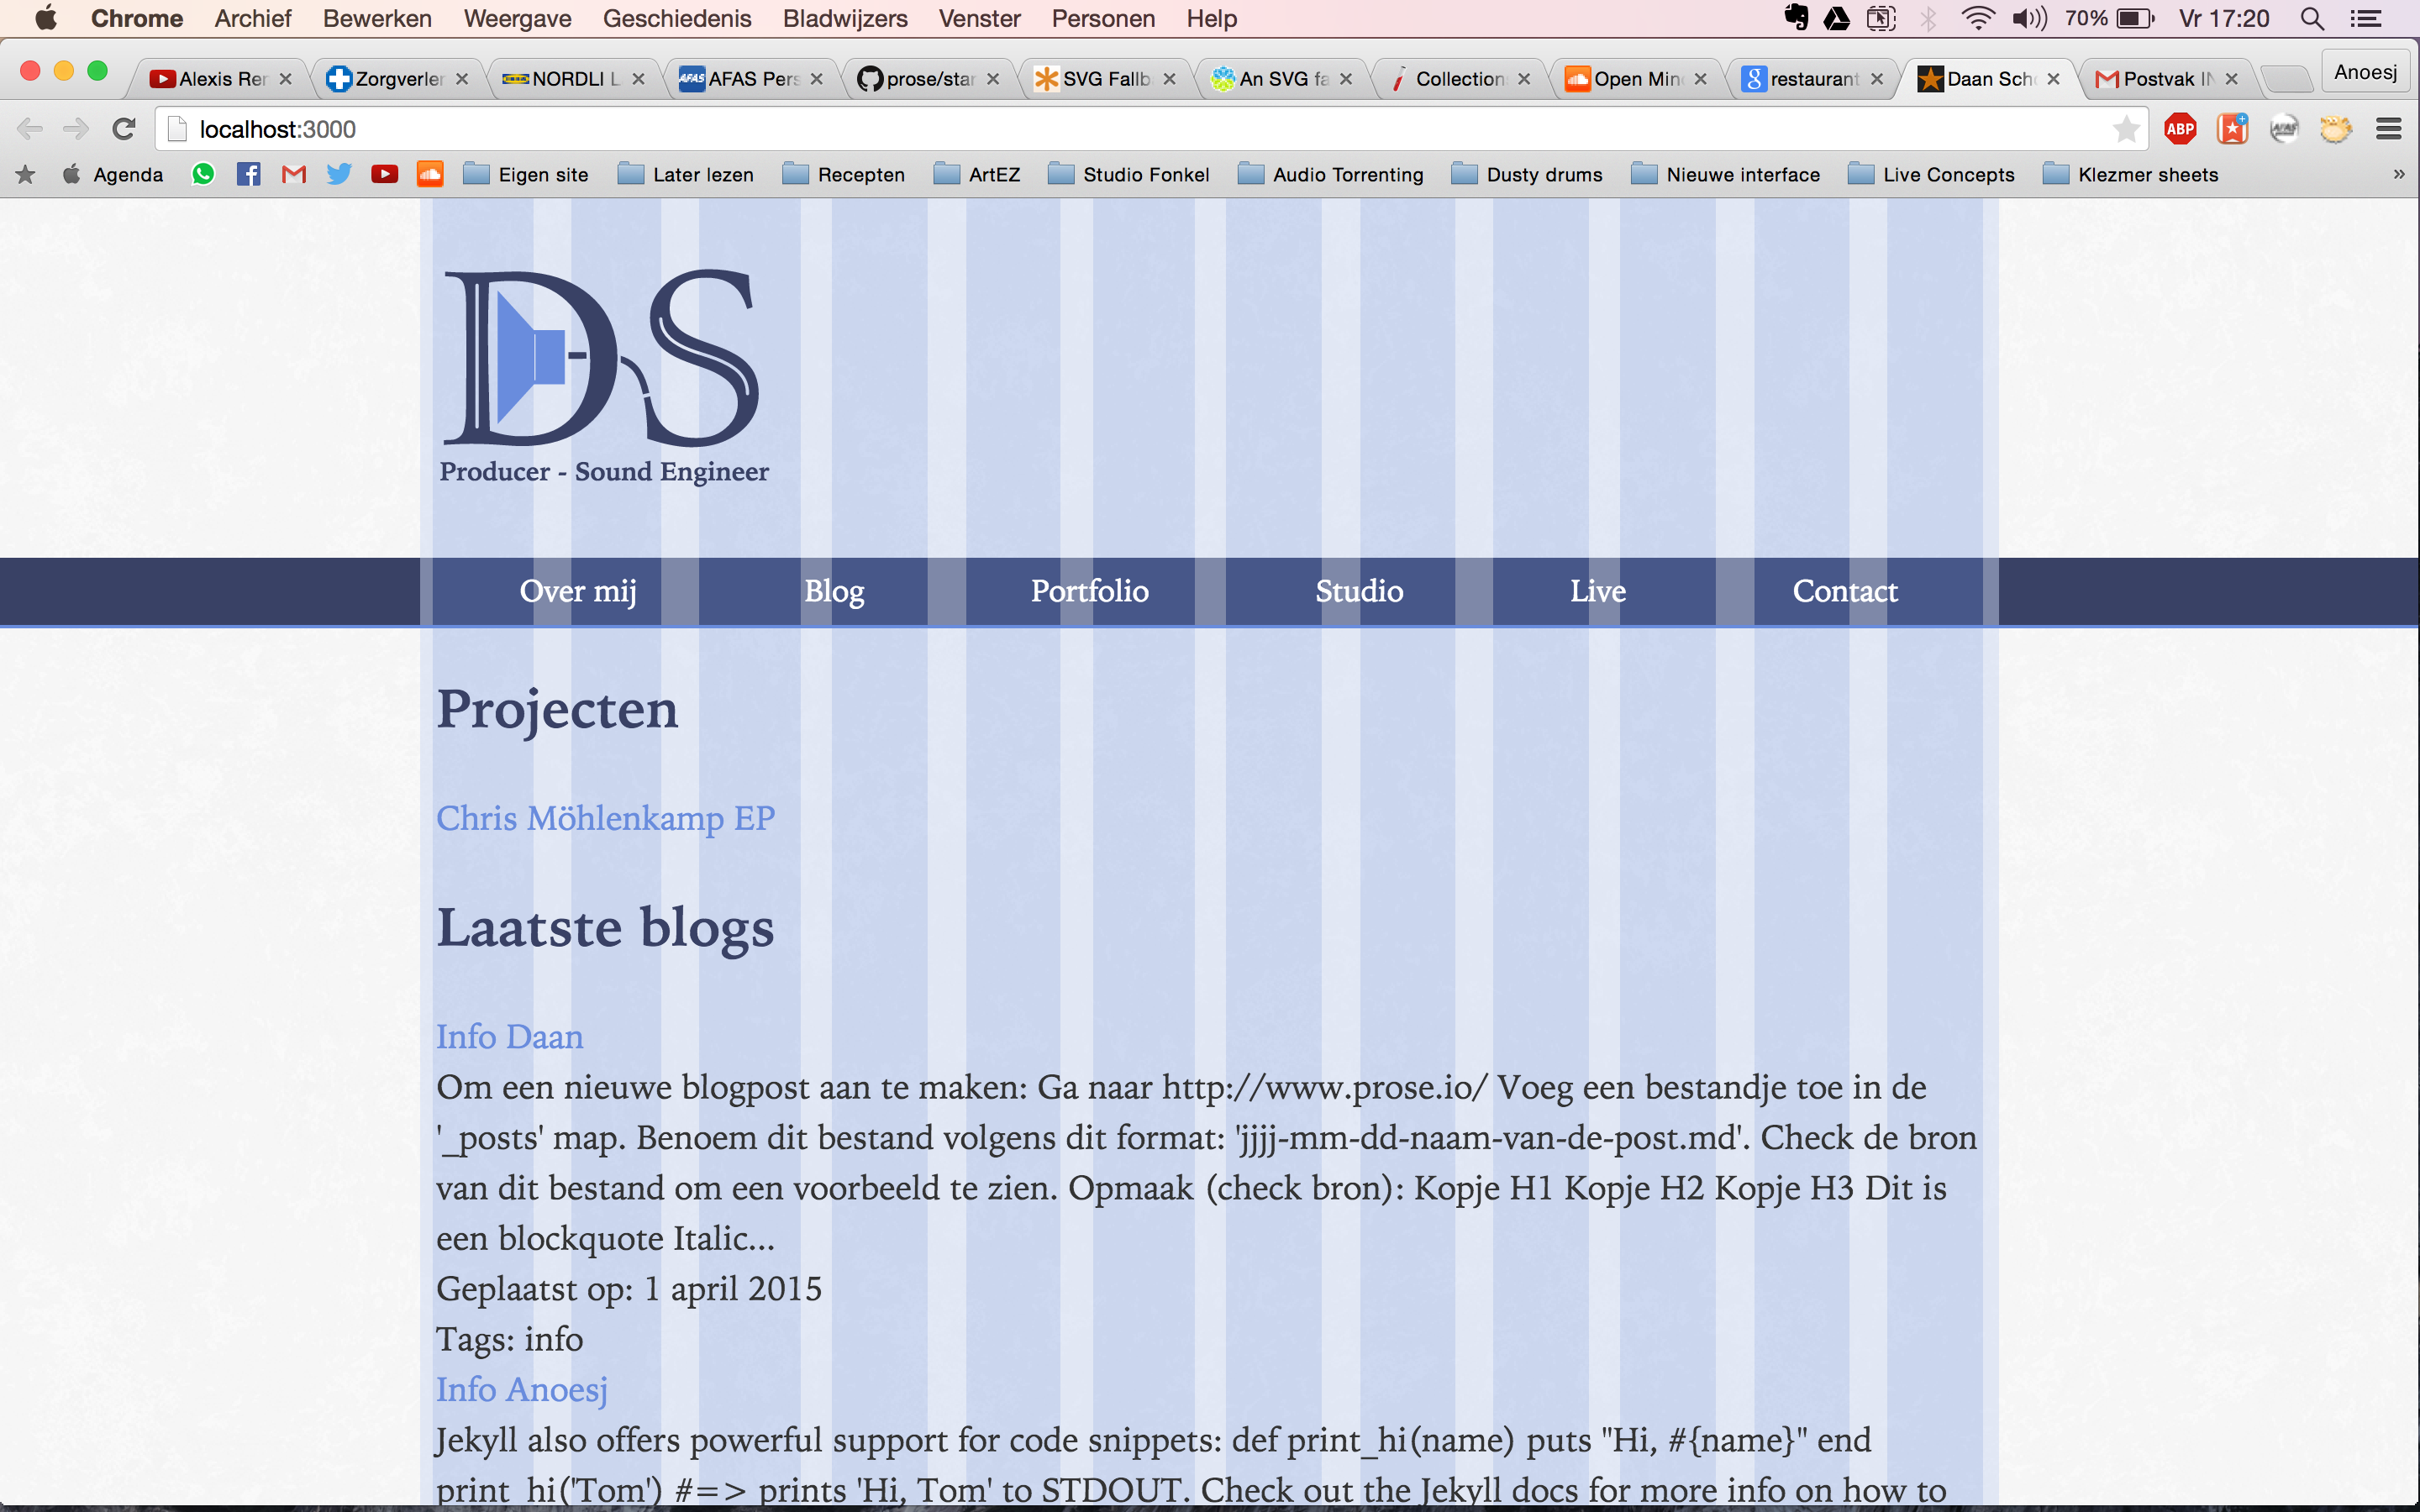 Chrome Archief Bewerken Weergave Geschiedenis Bladwijzers Venster Personen Help 70% Vr 17:20
Alexis Rer Zorgverler NORDLI L AFAS Pers prose/star SVG Fallb An SVG fa Collection Open Mind restaurant Daan Scho Postvak IN Anoesj
localhost:3000 ABP
Agenda Eigen site Later lezen Recepten ArtEZ Studio Fonkel Audio Torrenting Dusty drums Nieuwe interface Live Concepts Klezmer sheets »
DS
Producer - Sound Engineer
Over mij Blog Portfolio Studio Live Contact
Projecten
Chris Möhlenkamp EP
Laatste blogs
Info Daan
Om een nieuwe blogpost aan te maken: Ga naar http://www.prose.io/ Voeg een bestandje toe in de
'_posts' map. Benoem dit bestand volgens dit format: 'jjjj-mm-dd-naam-van-de-post.md'. Check de bron
van dit bestand om een voorbeeld te zien. Opmaak (check bron): Kopje H1 Kopje H2 Kopje H3 Dit is
een blockquote Italic...
Geplaatst op: 1 april 2015
Tags: info
Info Anoesj
Jekyll also offers powerful support for code snippets: def print_hi(name) puts "Hi, #{name}" end
print_hi('Tom') #=> prints 'Hi, Tom' to STDOUT. Check out the Jekyll docs for more info on how to